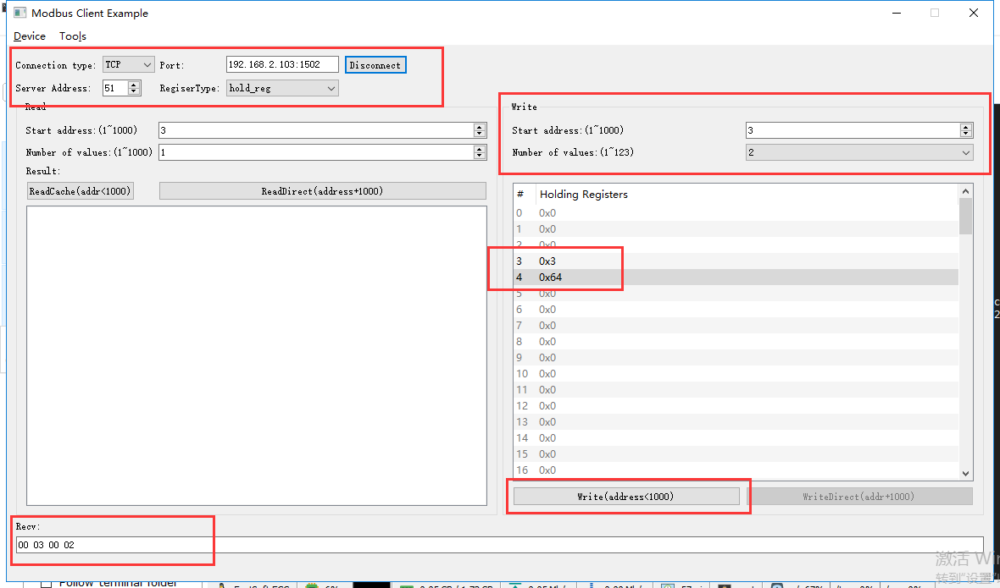 Modbus Client Example
Device Tools
Connection type: TCP Port: 192.168.2.103:1502 Disconnect
Server Address: 51 RegiserType: hold_reg
Read
Start address:(1~1000) 3
Number of values:(1~1000) 1
Result:
ReadCache(addr<1000) ReadDirect(address+1000)
Write
Start address:(1~1000) 3
Number of values:(1~123) 2
# Holding Registers
0 0x0
1 0x0
2 0x0
3 0x3
4 0x64
5 0x0
6 0x0
7 0x0
8 0x0
9 0x0
10 0x0
11 0x0
12 0x0
13 0x0
14 0x0
15 0x0
16 0x0
Write(address<1000) WriteDirect(addr+1000)
Recv:
00 03 00 02
激活 Win
转到"设置"
Follow terminal folder